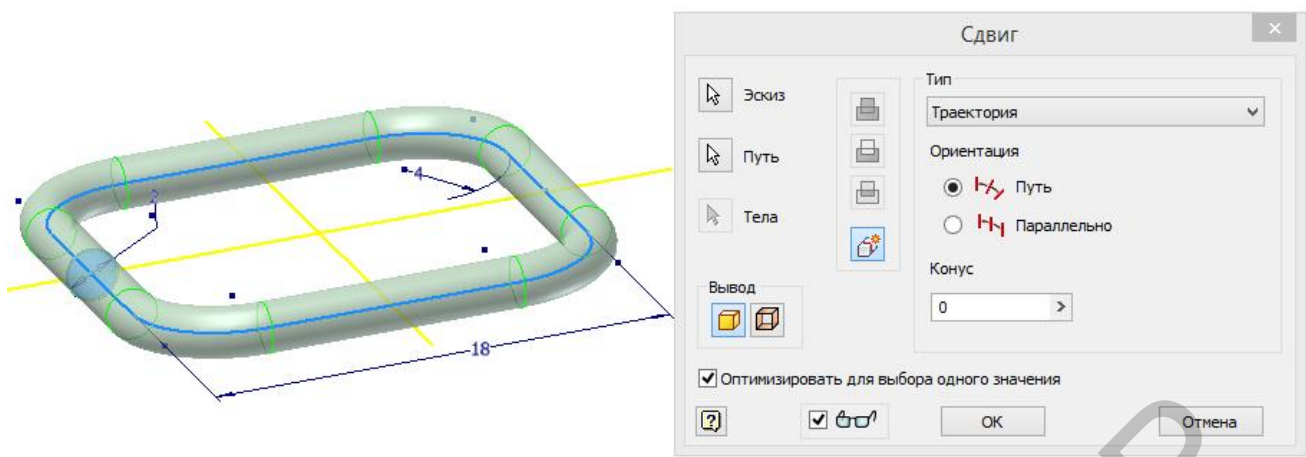 2
4
18
Сдвиг
Эскиз
Путь
Тела
Вывод
Тип
Траектория
Ориентация
Путь
Параллельно
Конус
0
Оптимизировать для выбора одного значения
ОК
Отмена